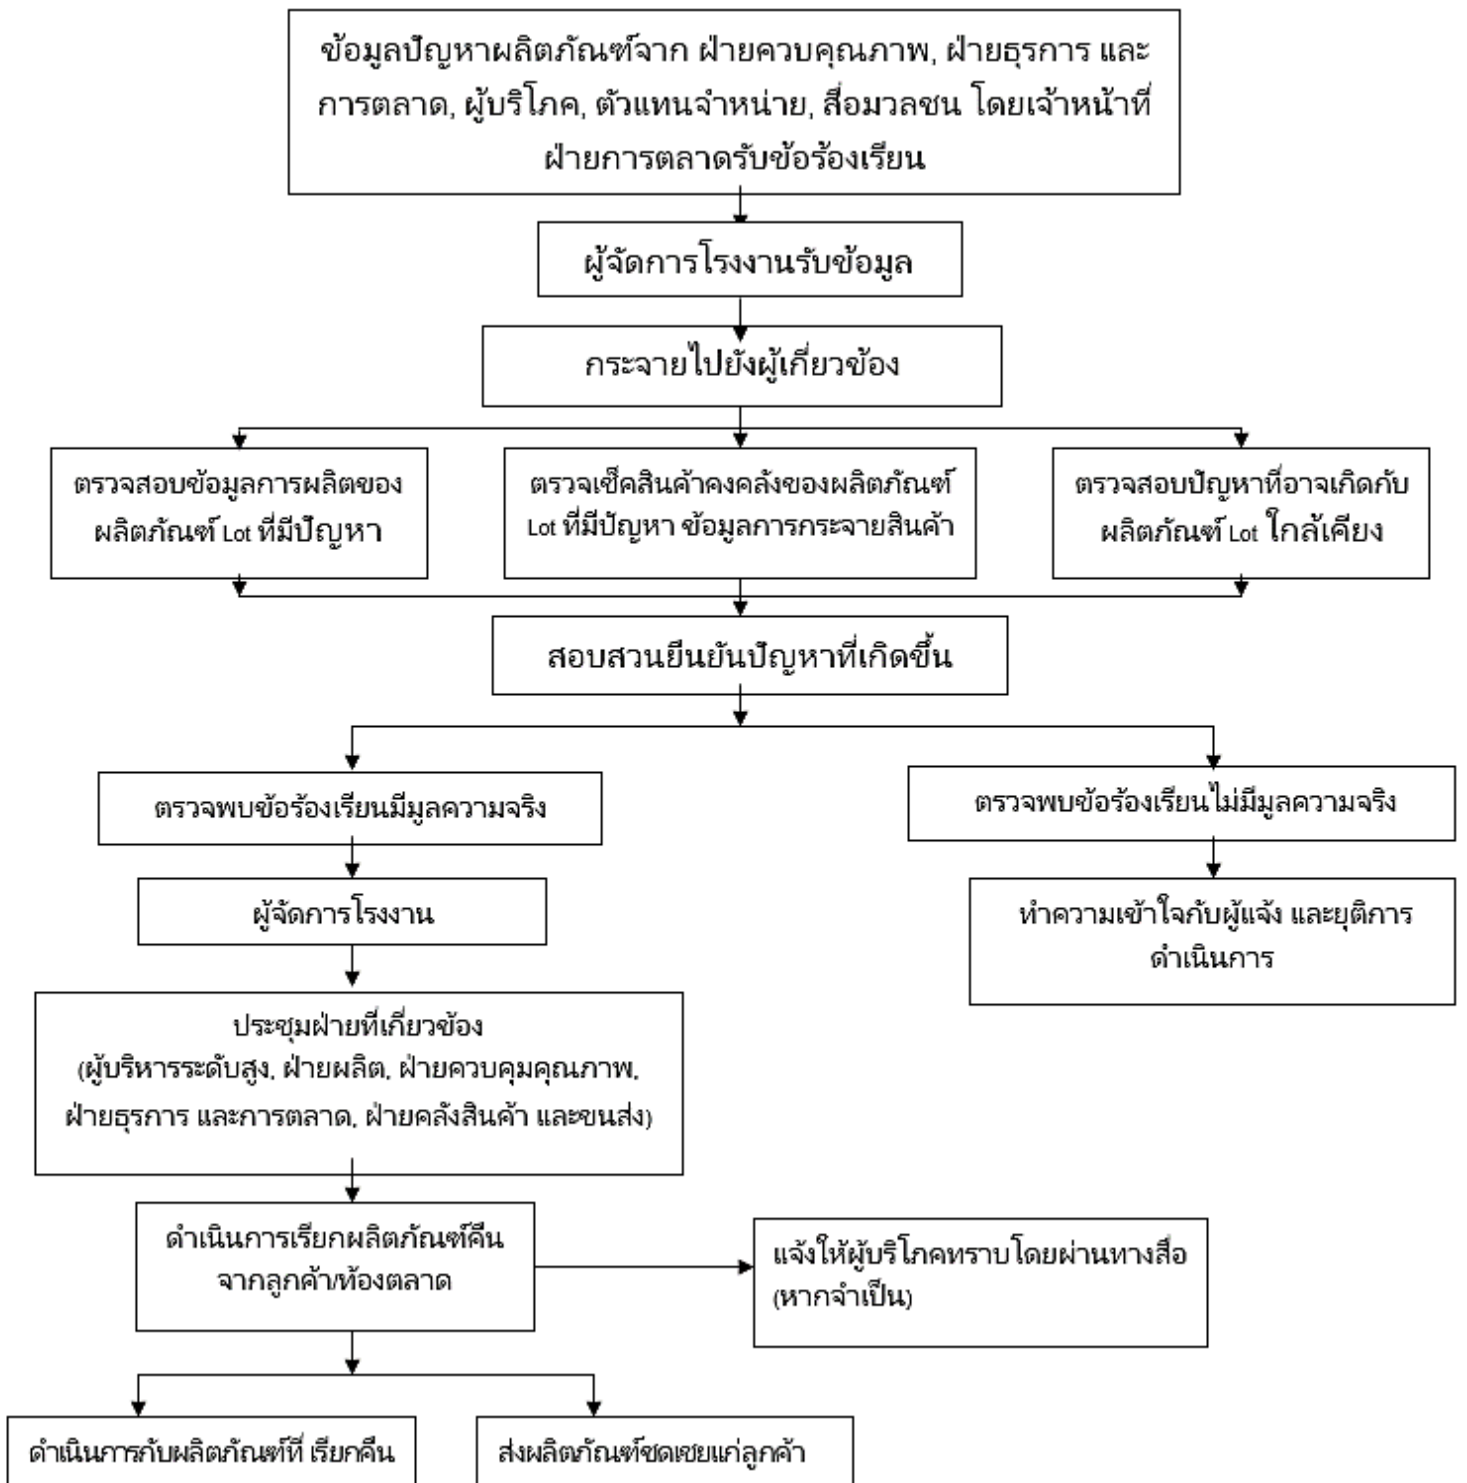 ข้อมูลปัญหาผลิตภัณฑ์จาก ฝ่ายควบคุณภาพ, ฝ่ายธุรการ และ
การตลาด, ผู้บริโภค, ตัวแทนจำหน่าย, สื่อมวลชน โดยเจ้าหน้าที่
ฝ่ายการตลาดรับข้อร้องเรียน
ผู้จัดการโรงงานรับข้อมูล
กระจายไปยังผู้เกี่ยวข้อง
ตรวจสอบข้อมูลการผลิตของ
ผลิตภัณฑ์ Lot ที่มีปัญหา
ตรวจเช็คสินค้าคงคลังของผลิตภัณฑ์
Lot ที่มีปัญหา ข้อมูลการกระจายสินค้า
ตรวจสอบปัญหาที่อาจเกิดกับ
ผลิตภัณฑ์ Lot ใกล้เคียง
สอบสวนยืนยันปัญหาที่เกิดขึ้น
ตรวจพบข้อร้องเรียนมีมูลความจริง
ตรวจพบข้อร้องเรียนไม่มีมูลความจริง
ผู้จัดการโรงงาน
ทำความเข้าใจกับผู้แจ้ง และยุติการ
ดำเนินการ
ประชุมฝ่ายที่เกี่ยวข้อง
(ผู้บริหารระดับสูง, ฝ่ายผลิต, ฝ่ายควบคุมคุณภาพ,
ฝ่ายธุรการ และการตลาด, ฝ่ายคลังสินค้า และขนส่ง)
ดำเนินการเรียกผลิตภัณฑ์คืน
จากลูกค้า/ท้องตลาด
แจ้งให้ผู้บริโภคทราบโดยผ่านทางสื่อ
(หากจำเป็น)
ดำเนินการกับผลิตภัณฑ์ที่ เรียกคืน
ส่งผลิตภัณฑ์ชดเชยแก่ลูกค้า